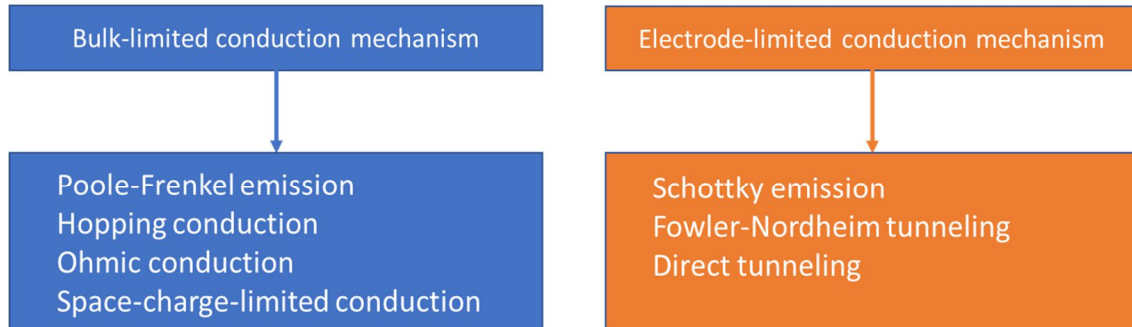 Bulk-limited conduction mechanism
Poole-Frenkel emission
Hopping conduction
Ohmic conduction
Space-charge-limited conduction
Electrode-limited conduction mechanism
Schottky emission
Fowler-Nordheim tunneling
Direct tunneling